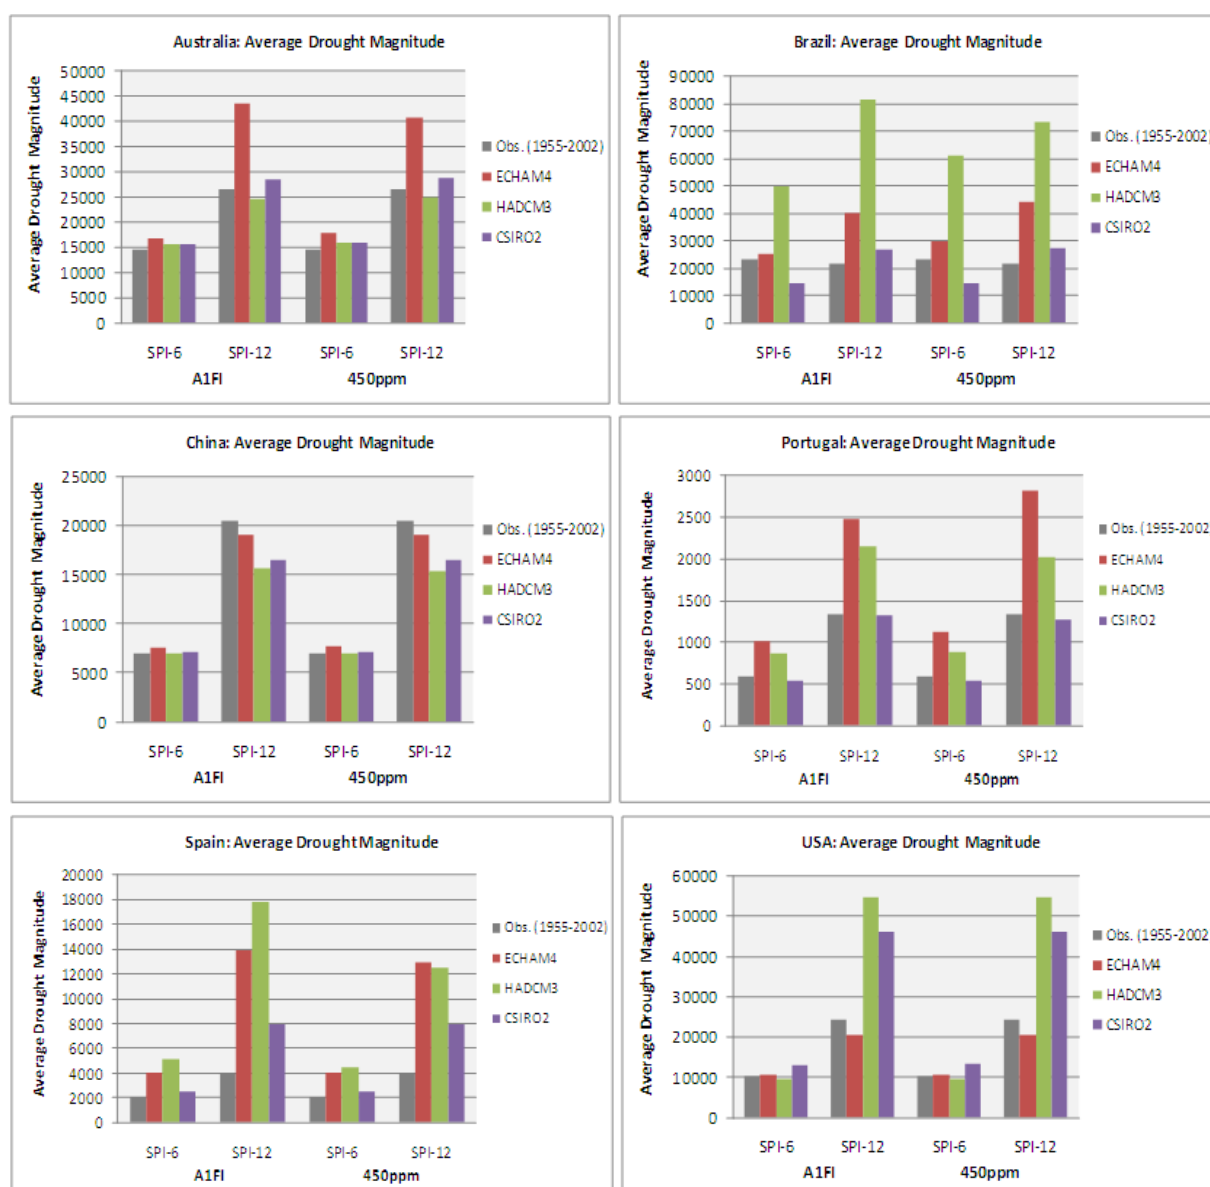 Australia: Average Drought Magnitude
Average Drought Magnitude
50000
45000
40000
35000
30000
25000
20000
15000
10000
5000
0
SPI-6 SPI-12 SPI-6 SPI-12
A1FI 450ppm
Obs. (1955-2002)
ECHAM4
HADCM3
CSIRO2
Brazil: Average Drought Magnitude
Average Drought Magnitude
90000
80000
70000
60000
50000
40000
30000
20000
10000
0
SPI-6 SPI-12 SPI-6 SPI-12
A1FI 450ppm
Obs. (1955-2002)
ECHAM4
HADCM3
CSIRO2
China: Average Drought Magnitude
Average Drought Magnitude
25000
20000
15000
10000
5000
0
SPI-6 SPI-12 SPI-6 SPI-12
A1FI 450ppm
Obs. (1955-2002)
ECHAM4
HADCM3
CSIRO2
Portugal: Average Drought Magnitude
Average Drought Magnitude
3000
2500
2000
1500
1000
500
0
SPI-6 SPI-12 SPI-6 SPI-12
A1FI 450ppm
Obs. (1955-2002
ECHAM4
HADCM3
CSIRO2
Spain: Average Drought Magnitude
Average Drought Magnitude
20000
18000
16000
14000
12000
10000
8000
6000
4000
2000
0
SPI-6 SPI-12 SPI-6 SPI-12
A1FI 450ppm
Obs. (1955-2002)
ECHAM4
HADCM3
CSIRO2
USA: Average Drought Magnitude
Average Drought Magnitude
60000
50000
40000
30000
20000
10000
0
SPI-6 SPI-12 SPI-6 SPI-12
A1FI 450ppm
Obs. (1955-2002
ECHAM4
HADCM3
CSIRO2